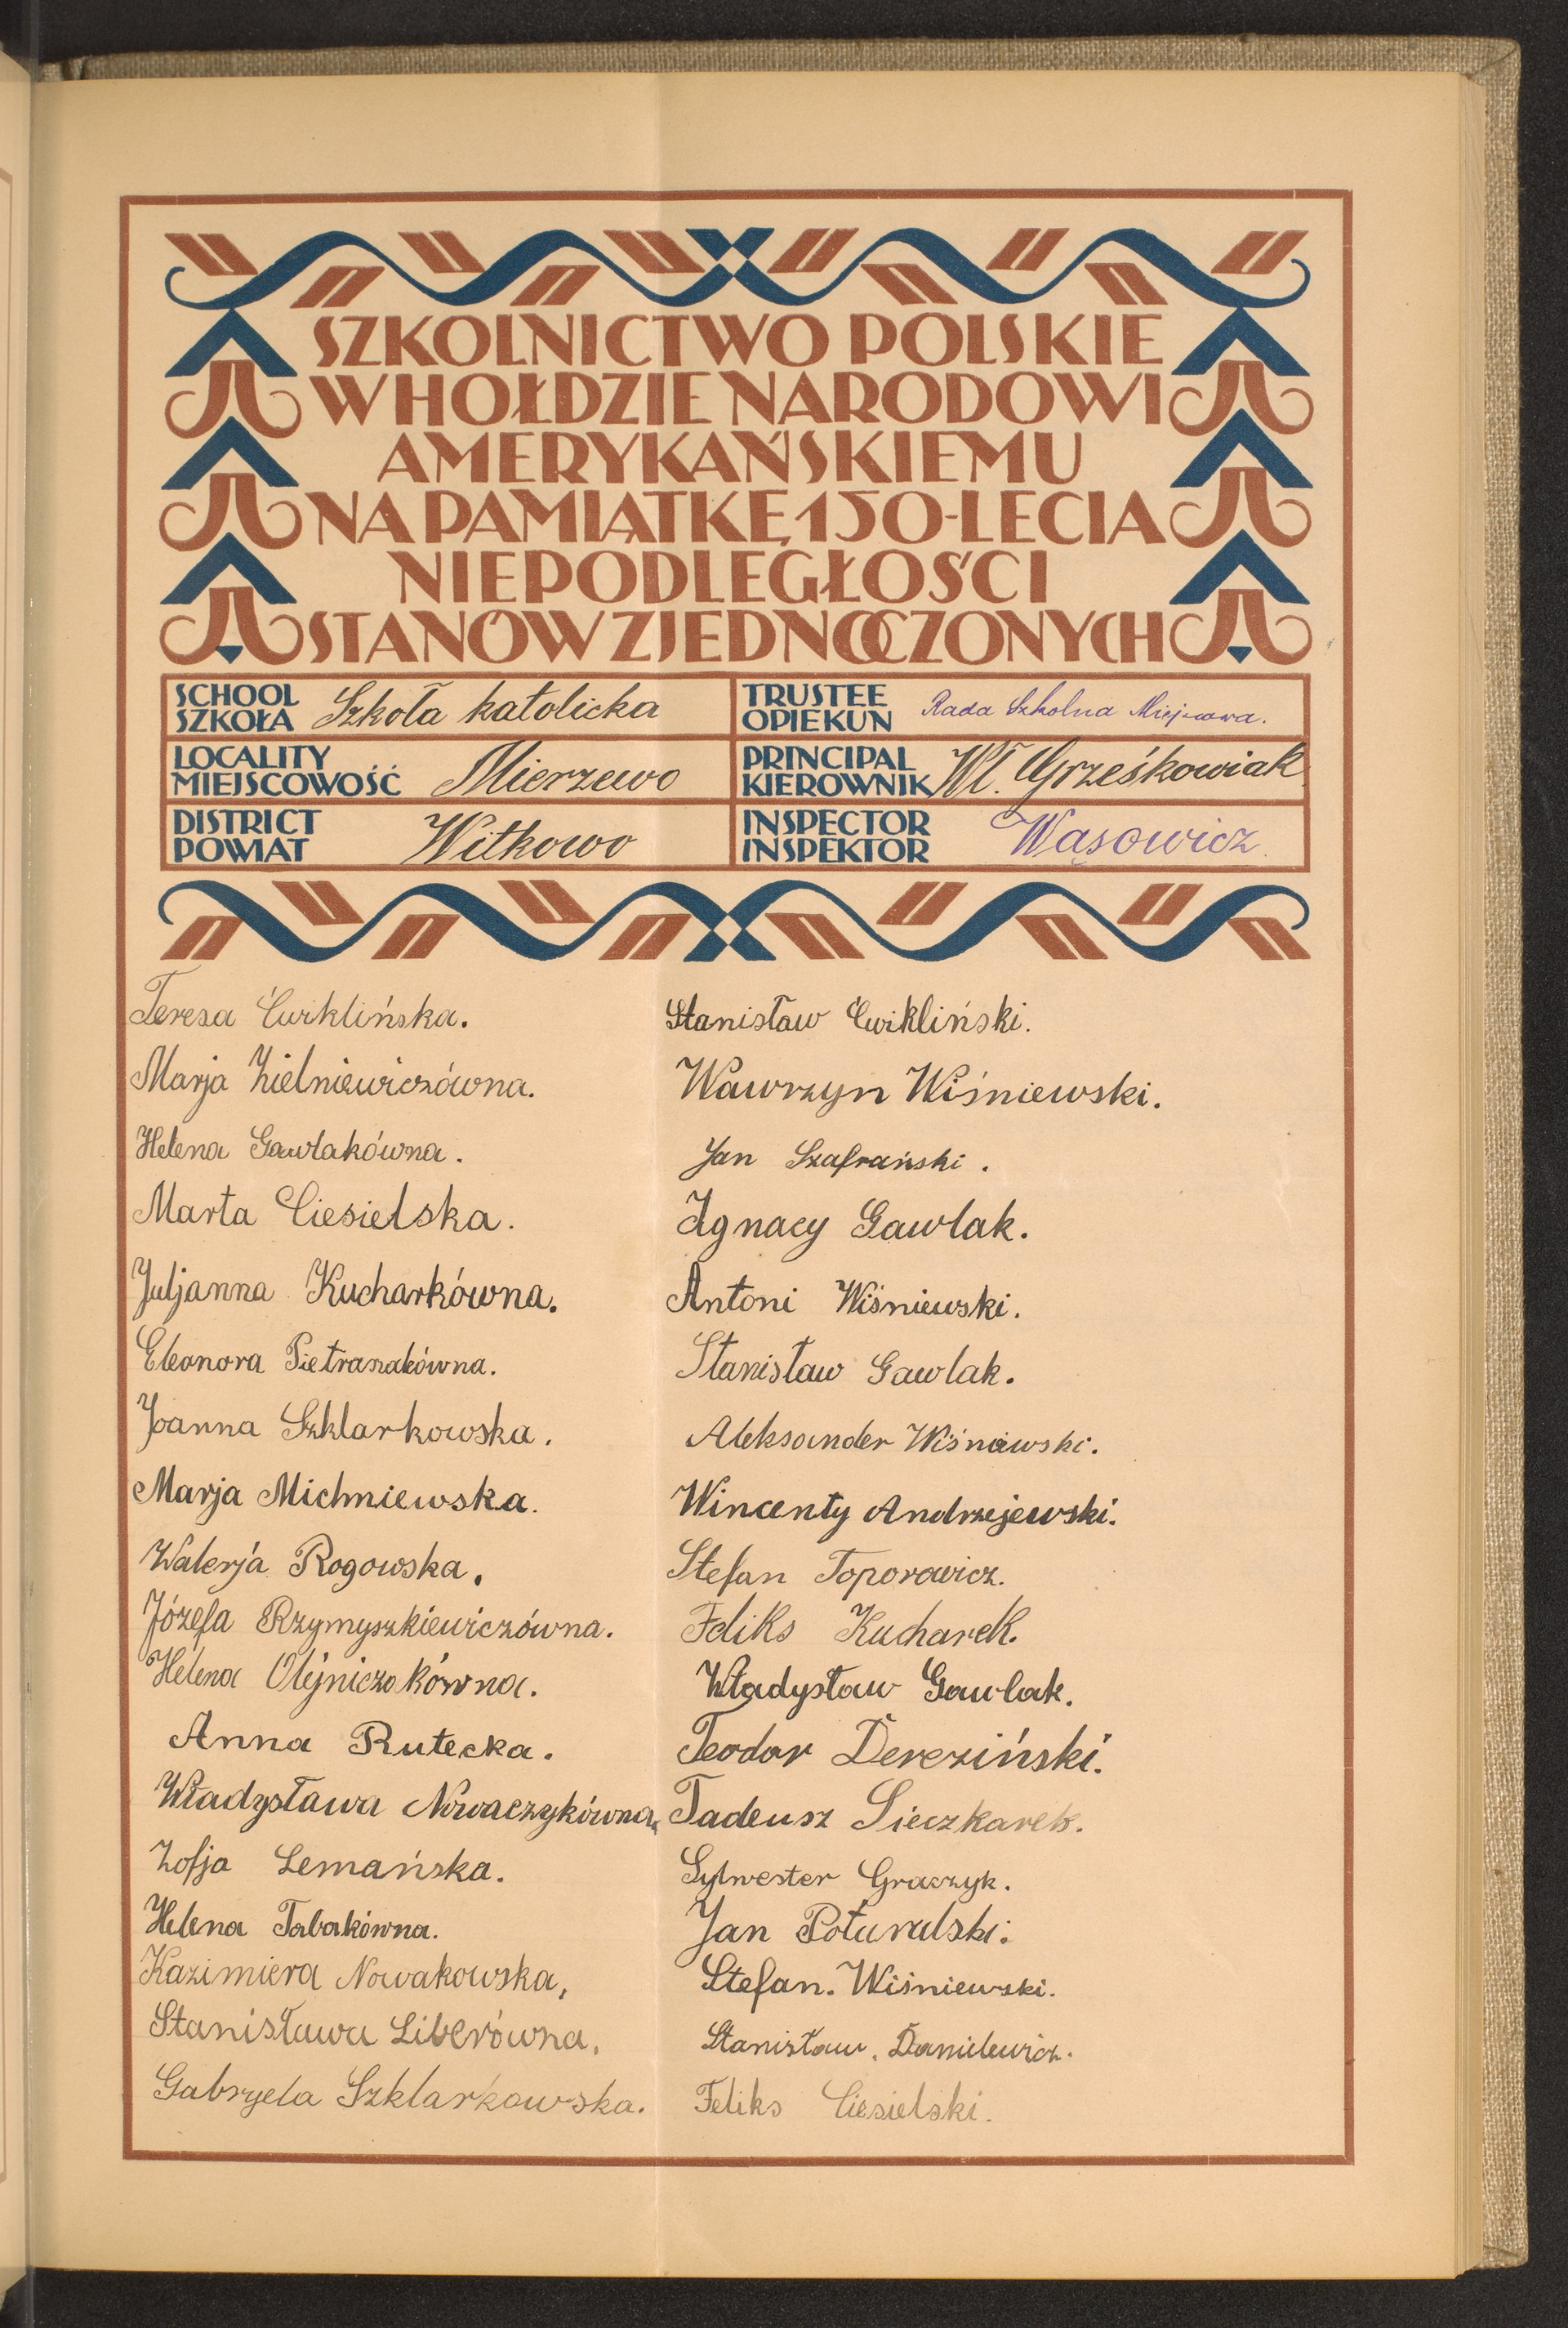 SZKOLNICTWO POLSKIE
W HOŁDZIE NARODOWI
AMERYKAŃSKIEMU
NA PAMIĄTKĘ 150-LECIA
NIEPODLEGŁOŚCI
STANÓW ZJEDNOCZONYCH
SCHOOL
SZKOŁA Szkoła katolicka
TRUSTEE
OPIEKUN Rada Szkolna Miejscowa.
LOCALITY
MIEJSCOWOŚĆ Mierzewo
PRINCIPAL
KIEROWNIK Wł. Grześkowiak
DISTRICT
POWIAT Witkowo
INSPECTOR
INSPEKTOR Wąsowicz
Teresa Ćwiklińska.
Marja Zielniewiczówna.
Helena Gawlakówna.
Marta Ciesielska.
Juljanna Kucharkówna.
Eleonora Pietraszakówna.
Joanna Szklarkowska.
Marja Michniewska.
Walerja Rogowska.
Józefa Rzymyszkiewiczówna.
Helena Olejniczakówna.
Anna Rutecka.
Władysława Nowaczykówna.
Zofja Lemańska.
Helena Tabakówna.
Kazimiera Nowakowska,
Stanisława Liberówna,
Gabryela Szklarkowska.
Stanisław Ćwikliński.
Wawrzyn Wiśniewski.
Jan Szafrański.
Ignacy Gawlak.
Antoni Wiśniewski.
Stanisław Gawlak.
Aleksander Wiśniewski.
Wincenty Andrzejewski.
Stefan Toporowicz.
Feliks Kucharek.
Władysław Gawlak.
Teodor Dereziński.
Tadeusz Sieczkarek.
Sylwester Graczyk.
Jan Poturalski.
Stefan. Wiśniewski.
Stanisław. Danielewicz.
Feliks Ciesielski.